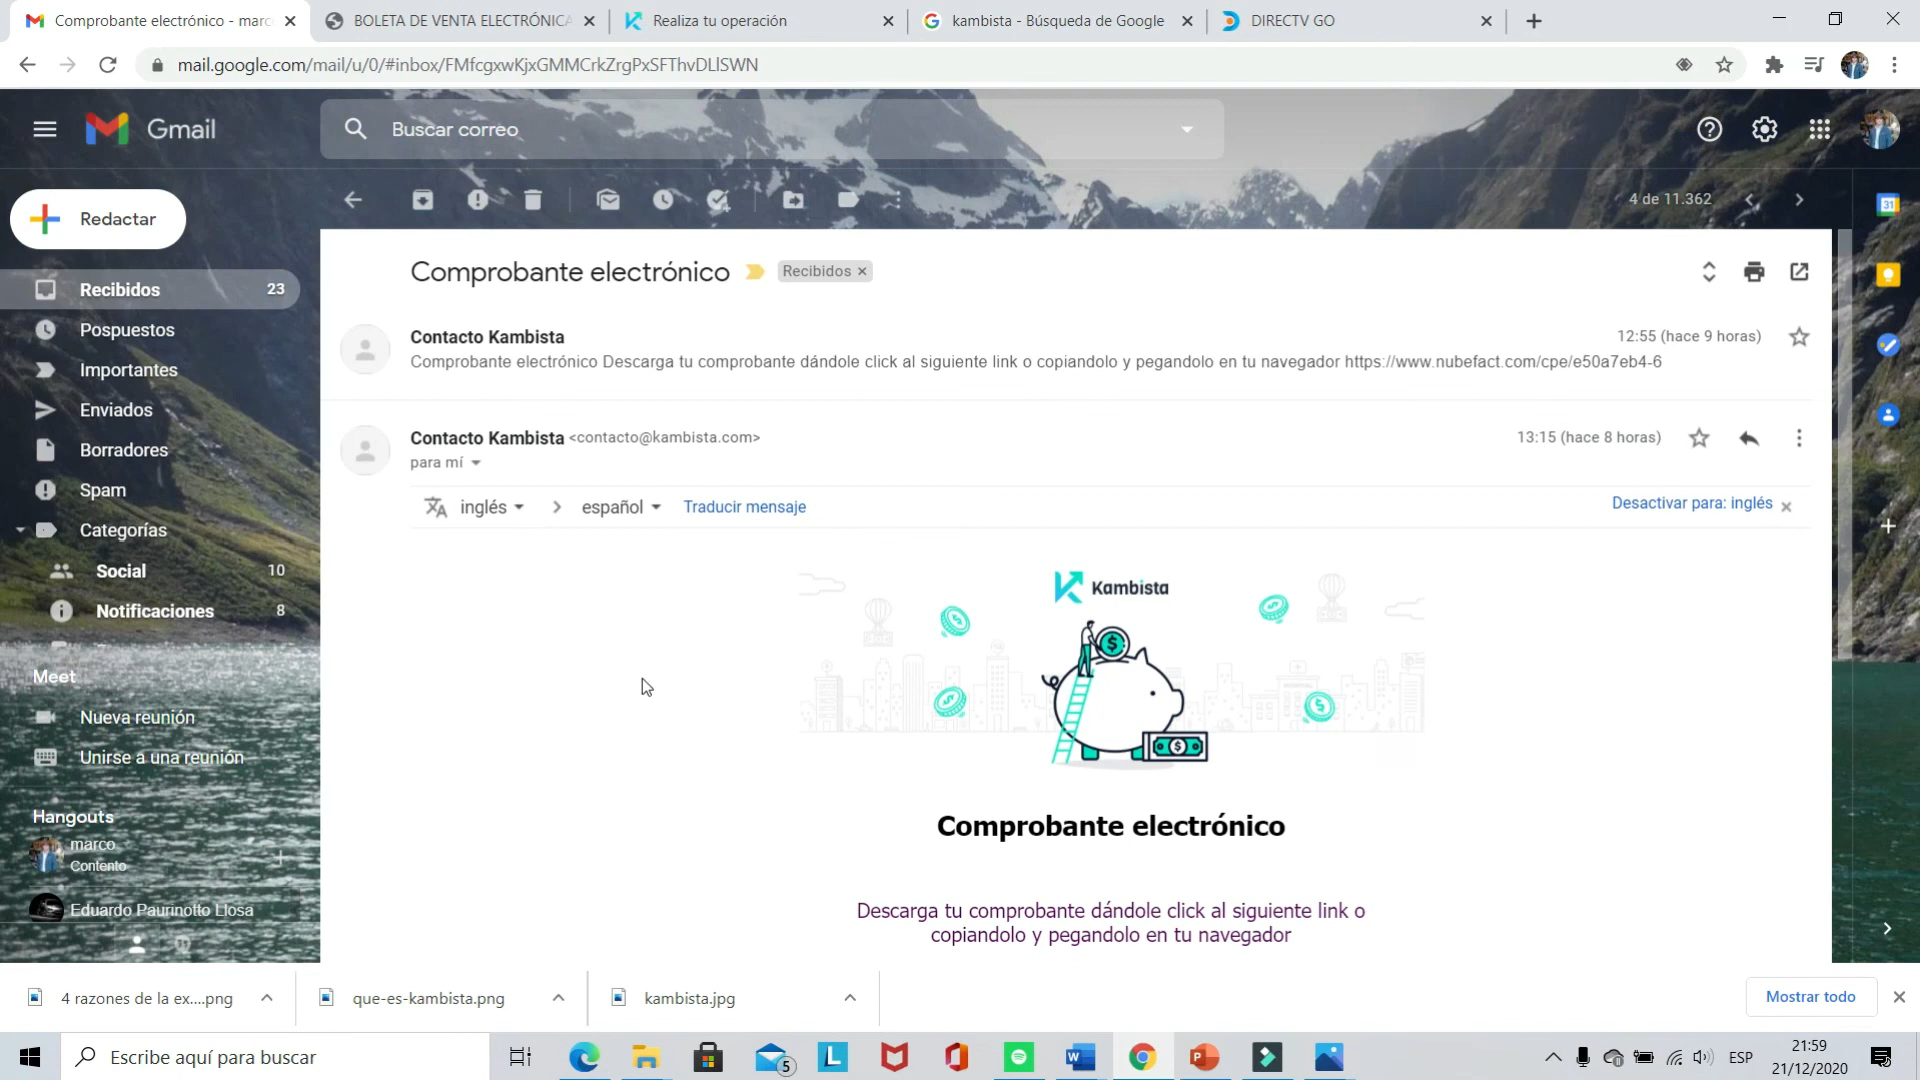 Comprobante electrónico - marc
BOLETA DE VENTA ELECTRÓNICA
Realiza tu operación
kambista - Búsqueda de Google
DIRECTV GO
mail.google.com/mail/u/0/#inbox/FMfcgxwKjxGMMCrkZrgPxSFThvDLlSWN
Gmail
Buscar correo
Redactar
4 de 11.362
31
Comprobante electrónico
Recibidos
Recibidos 23
Pospuestos
Importantes
Enviados
Borradores
Spam
Categorías
Social 10
Notificaciones 8
Meet
Nueva reunión
Unirse a una reunión
Hangouts
marco
Contento
Eduardo Paurinotto Llosa
Contacto Kambista
12:55 (hace 9 horas)
Comprobante electrónico Descarga tu comprobante dándole click al siguiente link o copiandolo y pegandolo en tu navegador https://www.nubefact.com/cpe/e50a7eb4-6
Contacto Kambista <contacto@kambista.com>
13:15 (hace 8 horas)
para mí
inglés
español
Traducir mensaje
Desactivar para: inglés
Kambista
Comprobante electrónico
Descarga tu comprobante dándole click al siguiente link o
copiandolo y pegandolo en tu navegador
4 razones de la ex....png
que-es-kambista.png
kambista.jpg
Mostrar todo
Escribe aquí para buscar
5
ESP
21:59
21/12/2020